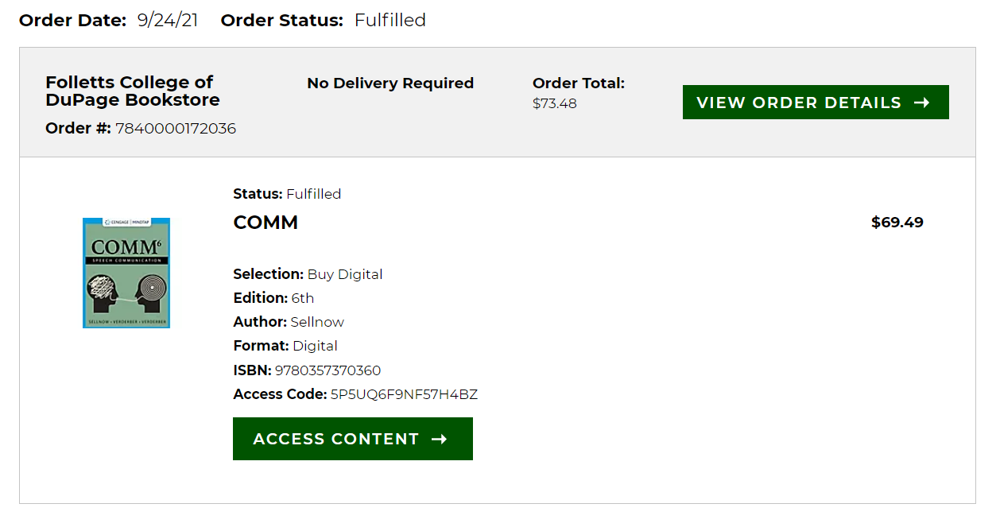 Order Date: 9/24/21 Order Status: Fulfilled
Folletts College of
DuPage Bookstore
Order #: 7840000172036
No Delivery Required
Order Total:
$73.48
VIEW ORDER DETAILS →
CENGAGE | MINDTAP
COMM6
SPEECH COMMUNICATION
SELLNOW • VERDERBER • VERDERBER
Status: Fulfilled
COMM
$69.49
Selection: Buy Digital
Edition: 6th
Author: Sellnow
Format: Digital
ISBN: 9780357370360
Access Code: 5P5UQ6F9NF57H4BZ
ACCESS CONTENT →